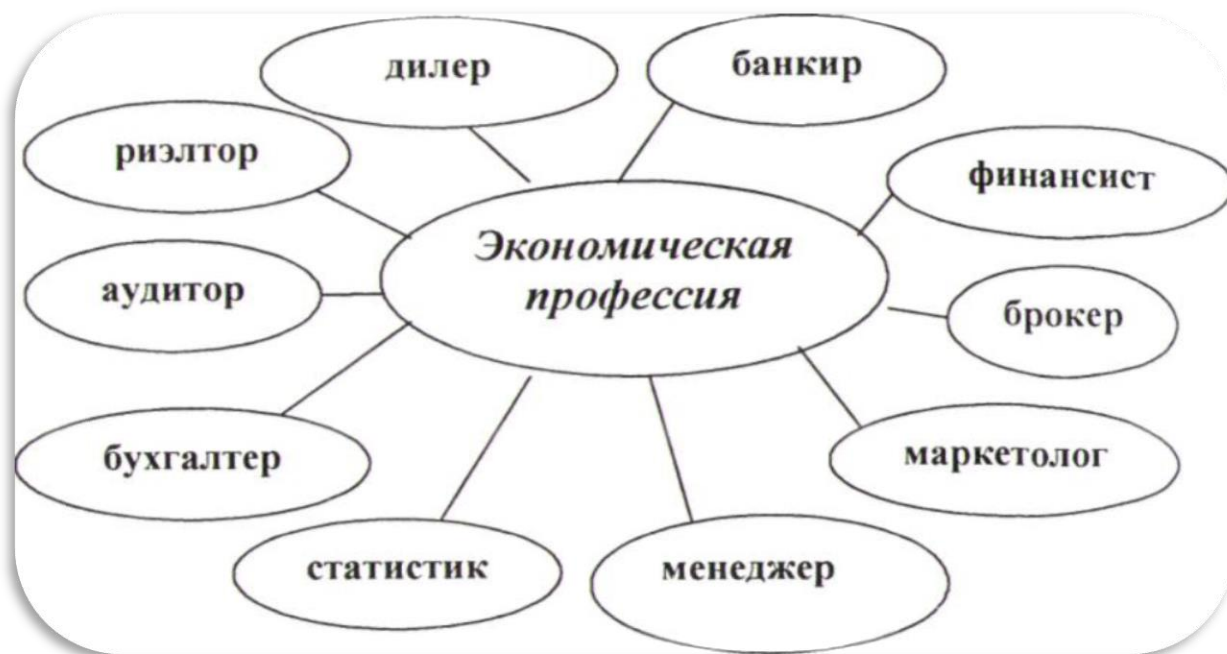 дилер
банкир
риэлтор
финансист
Экономическая
профессия
аудитор
брокер
бухгалтер
маркетолог
статистик
менеджер